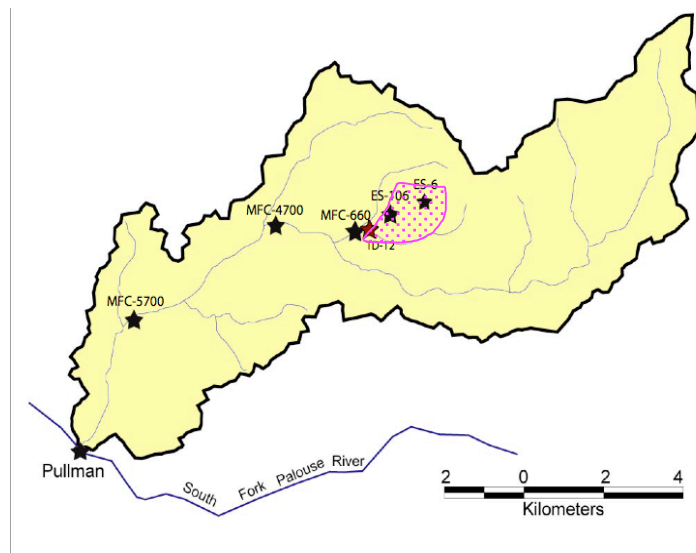 ES-6
ES-106
MFC-4700
MFC-660
TD-12
MFC-5700
Pullman
South Fork Palouse River
2 0 2 4
Kilometers